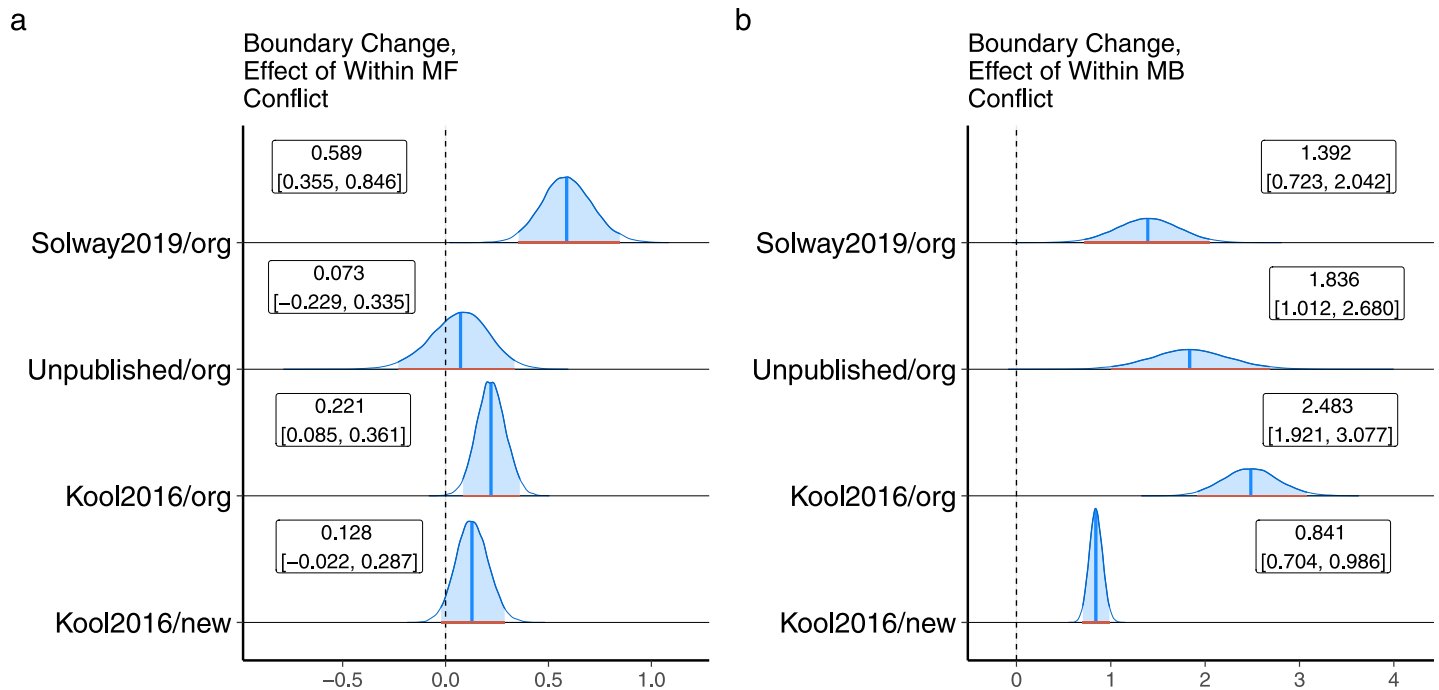 a
Boundary Change,
Effect of Within MF
Conflict
0.589
[0.355, 0.846]
Solway2019/org
0.073
[−0.229, 0.335]
Unpublished/org
0.221
[0.085, 0.361]
Kool2016/org
0.128
[−0.022, 0.287]
Kool2016/new
−0.5 0.0 0.5 1.0
b
Boundary Change,
Effect of Within MB
Conflict
1.392
[0.723, 2.042]
Solway2019/org
1.836
[1.012, 2.680]
Unpublished/org
2.483
[1.921, 3.077]
Kool2016/org
0.841
[0.704, 0.986]
Kool2016/new
0 1 2 3 4